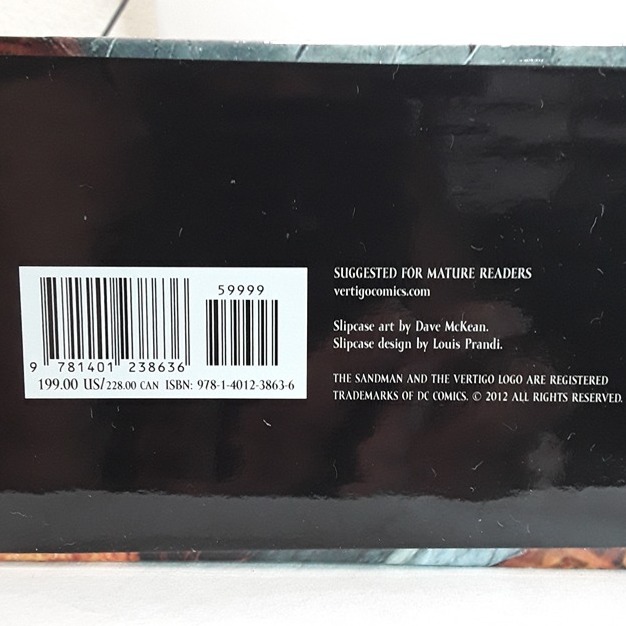 59999
9 781401 238636
199.00 US/228.00 CAN ISBN: 978-1-4012-3863-6
SUGGESTED FOR MATURE READERS
vertigocomics.com
Slipcase art by Dave McKean.
Slipcase design by Louis Prandi.
THE SANDMAN AND THE VERTIGO LOGO ARE REGISTERED
TRADEMARKS OF DC COMICS. © 2012 ALL RIGHTS RESERVED.